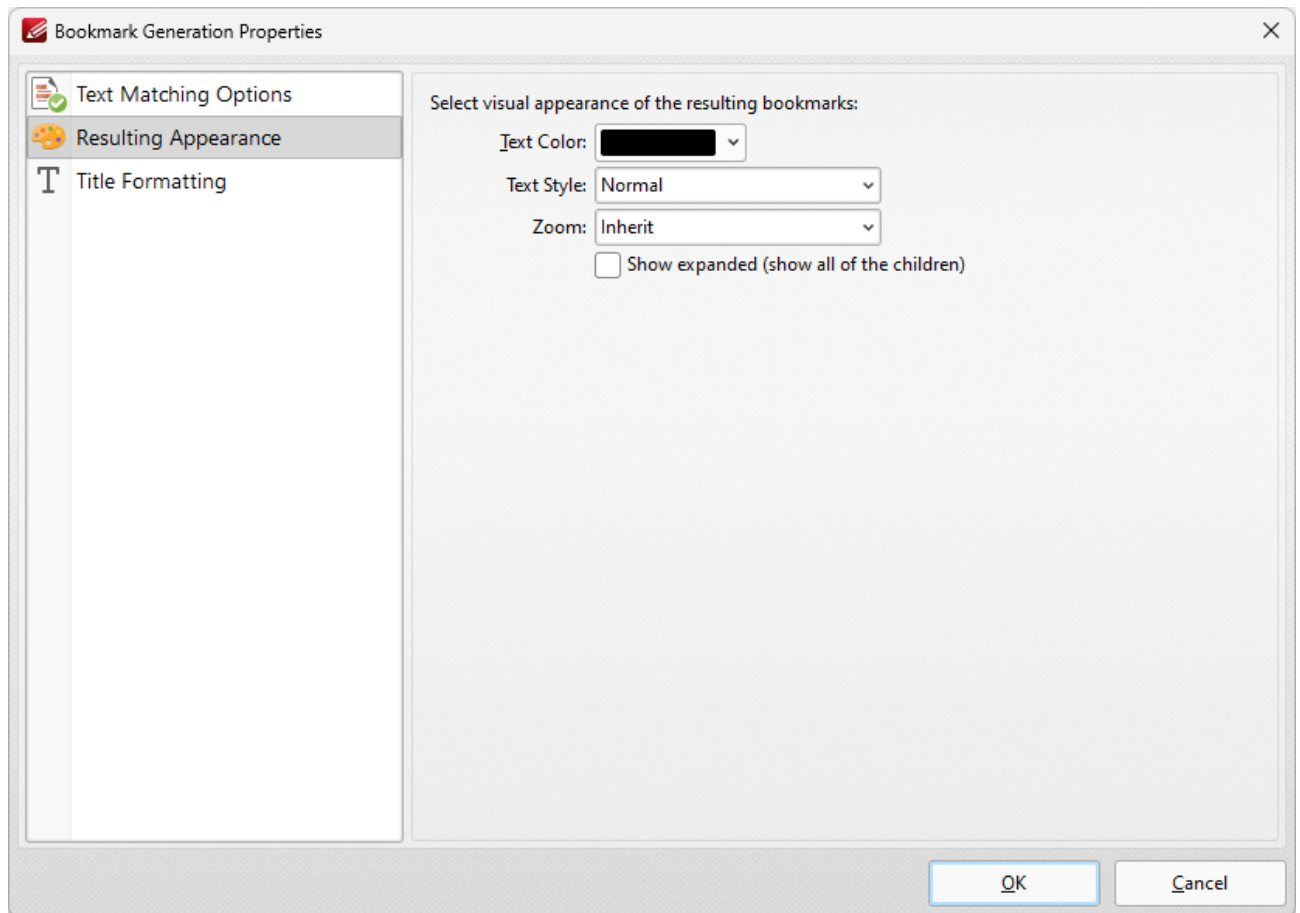 Bookmark Generation Properties
Text Matching Options
Resulting Appearance
Title Formatting
Select visual appearance of the resulting bookmarks:
Text Color:
Text Style: Normal
Zoom: Inherit
Show expanded (show all of the children)
OK Cancel